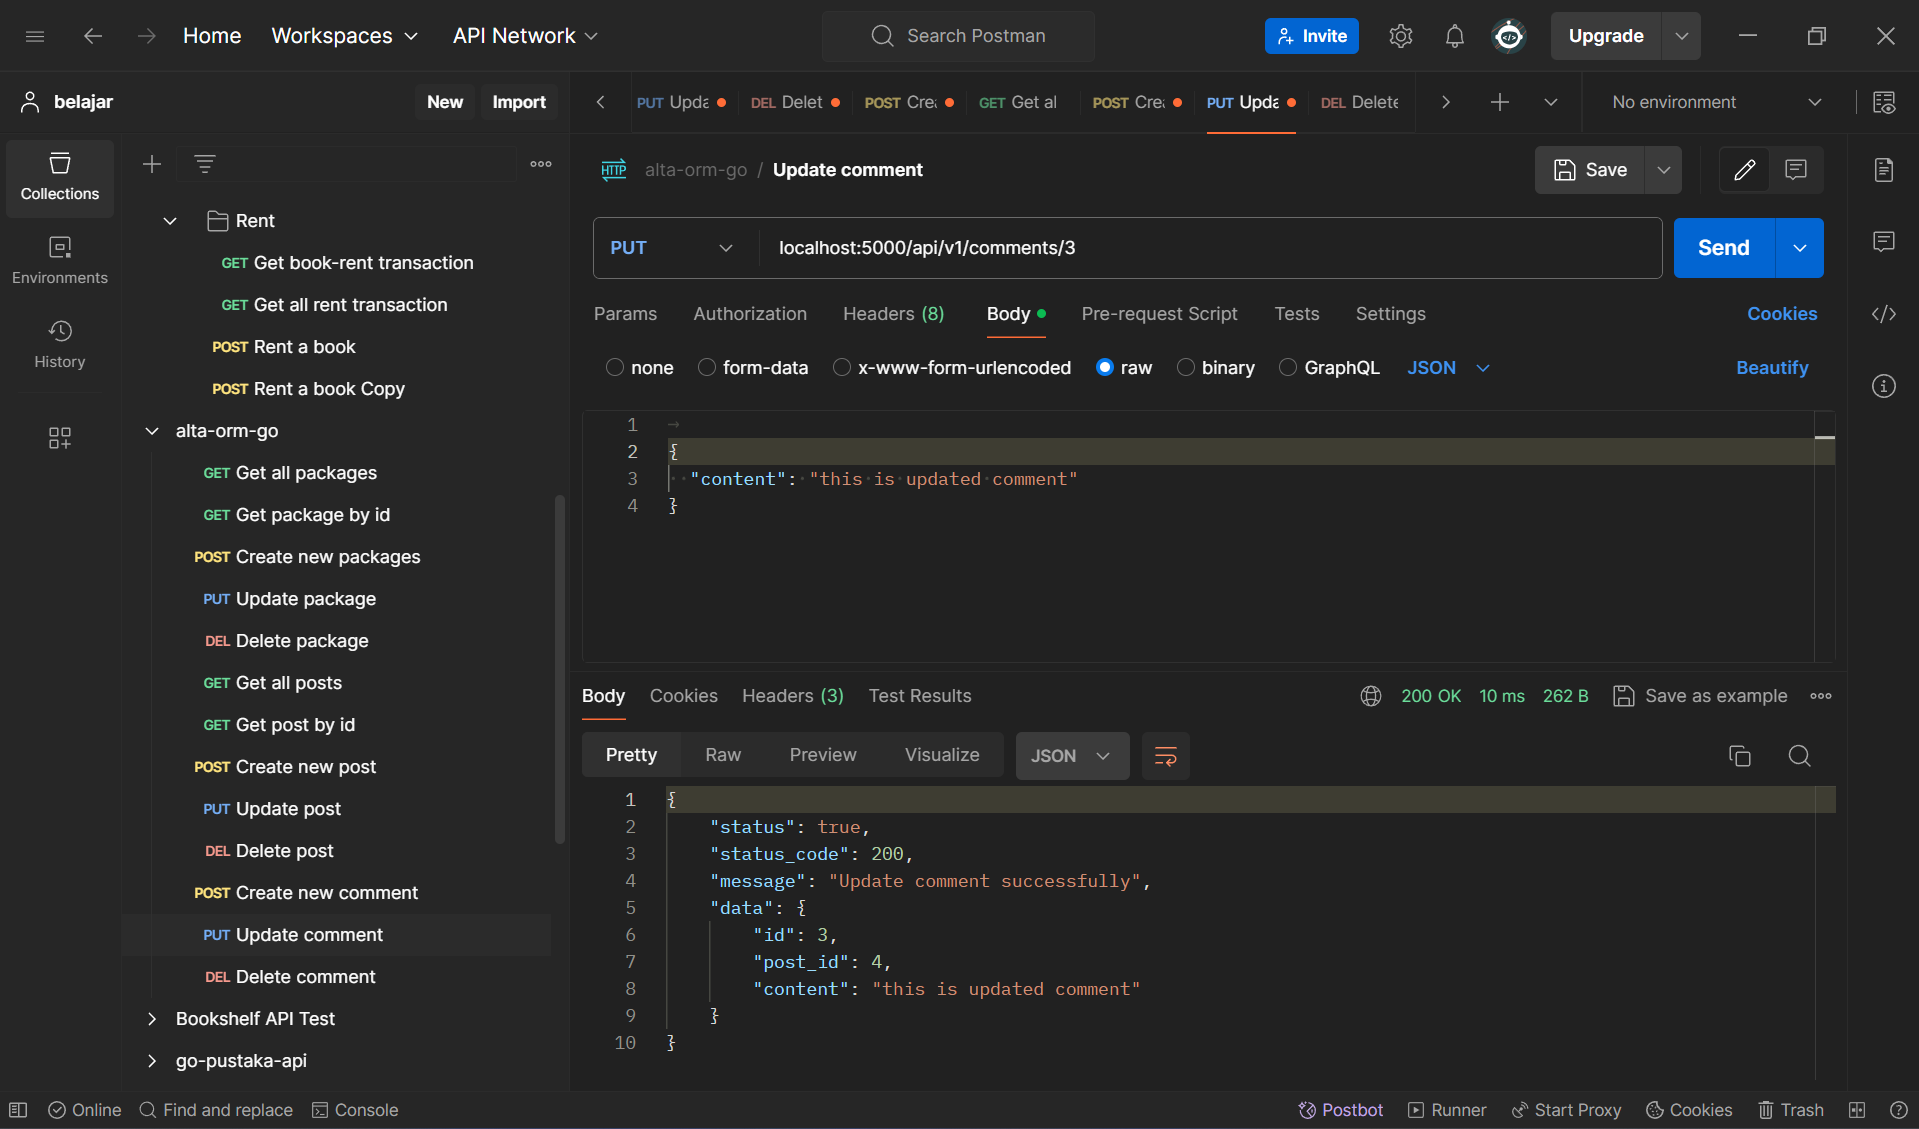 Home Workspaces API Network Search Postman Invite Upgrade
belajar New Import
PUT Upda DEL Delet POST Cre GET Get al POST Cre PUT Upda DEL Delete No environment
Collections
Environments
History
Rent
GET Get book-rent transaction
GET Get all rent transaction
POST Rent a book
POST Rent a book Copy
alta-orm-go
GET Get all packages
GET Get package by id
POST Create new packages
PUT Update package
DEL Delete package
GET Get all posts
GET Get post by id
POST Create new post
PUT Update post
DEL Delete post
POST Create new comment
PUT Update comment
DEL Delete comment
Bookshelf API Test
go-pustaka-api
HTTP alta-orm-go / Update comment Save
PUT localhost:5000/api/v1/comments/3 Send
Params Authorization Headers (8) Body Pre-request Script Tests Settings Cookies
none form-data x-www-form-urlencoded raw binary GraphQL JSON Beautify
1
2 {
3 "content": "this is updated comment"
4 }
Body Cookies Headers (3) Test Results 200 OK 10 ms 262 B Save as example
Pretty Raw Preview Visualize JSON
1 {
2 "status": true,
3 "status_code": 200,
4 "message": "Update comment successfully",
5 "data": {
6 "id": 3,
7 "post_id": 4,
8 "content": "this is updated comment"
9 }
10 }
Online Find and replace Console Postbot Runner Start Proxy Cookies Trash